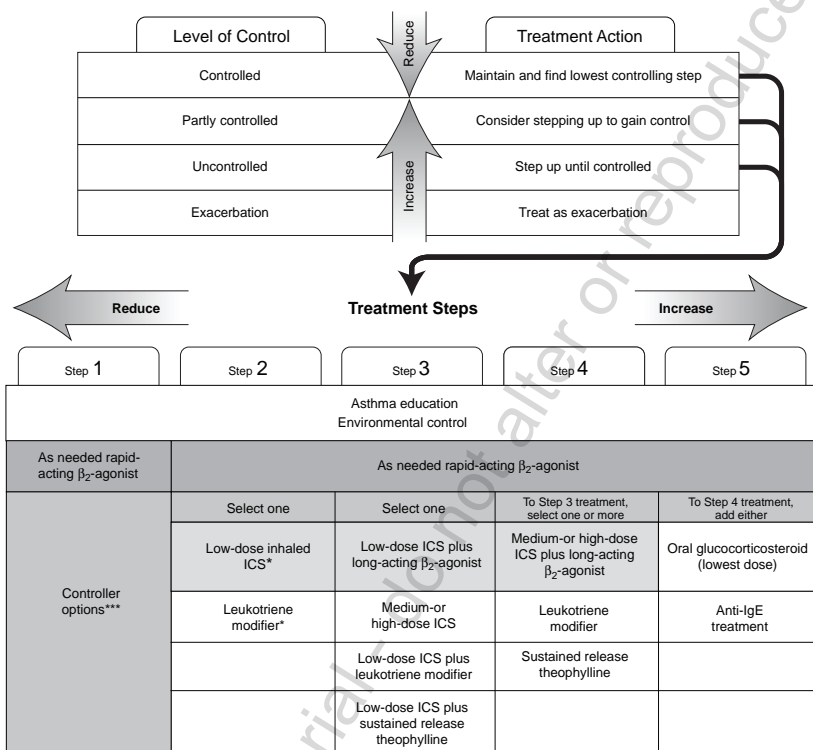 Level of Control
Reduce
Treatment Action
Controlled
Maintain and find lowest controlling step
Partly controlled
Consider stepping up to gain control
Uncontrolled
Increase
Step up until controlled
Exacerbation
Treat as exacerbation
Reduce
Treatment Steps
Increase
Step 1
Step 2
Step 3
Step 4
Step 5
Asthma education
Environmental control
As needed rapid-
acting β2-agonist
As needed rapid-acting β2-agonist
Controller
options***
Select one
Select one
To Step 3 treatment,
select one or more
To Step 4 treatment,
add either
Low-dose inhaled
ICS*
Low-dose ICS plus
long-acting β2-agonist
Medium-or high-dose
ICS plus long-acting
β2-agonist
Oral glucocorticosteroid
(lowest dose)
Leukotriene
modifier*
Medium-or
high-dose ICS
Leukotriene
modifier
Anti-IgE
treatment
Low-dose ICS plus
leukotriene modifier
Sustained release
theophylline
Low-dose ICS plus
sustained release
theophylline
rial - do not alter or reproduce